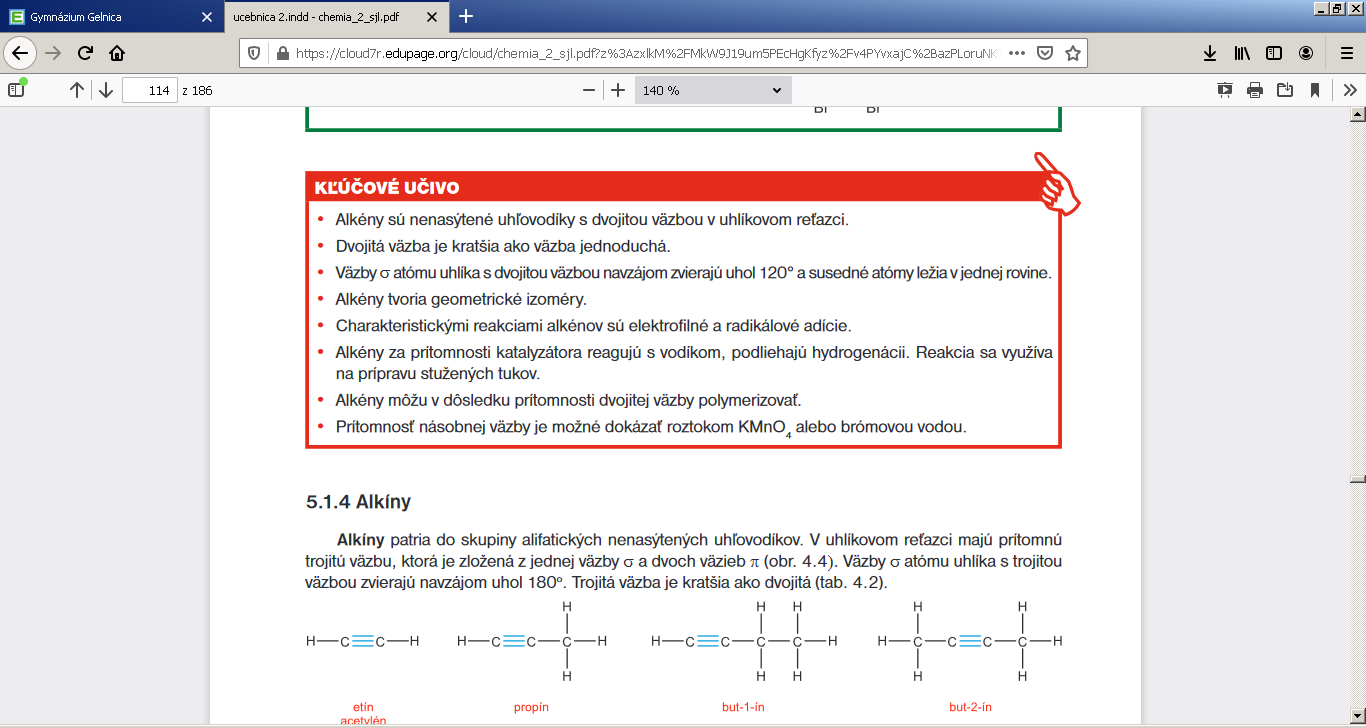 Gymnázium Gelnica
ucebnica 2.indd - chemia_2_sjl.pdf
https://cloud7r.edupage.org/cloud/chemia_2_sjl.pdf?z%3AzxlkM%2FMkW9J19um5PEcHgKfyz%2Fv4PYvxajC%2BazPLoruNK
114 z 186
140 %
Br Br
KĽÚČOVÉ UČIVO
• Alkény sú nenasýtené uhľovodíky s dvojitou väzbou v uhlíkovom reťazci.
• Dvojitá väzba je kratšia ako väzba jednoduchá.
• Väzby σ atómu uhlíka s dvojitou väzbou navzájom zvierajú uhol 120° a susedné atómy ležia v jednej rovine.
• Alkény tvoria geometrické izoméry.
• Charakteristickými reakciami alkénov sú elektrofilné a radikálové adície.
• Alkény za prítomnosti katalyzátora reagujú s vodíkom, podliehajú hydrogenácii. Reakcia sa využíva
na prípravu stužených tukov.
• Alkény môžu v dôsledku prítomnosti dvojitej väzby polymerizovať.
• Prítomnosť násobnej väzby je možné dokázať roztokom KMnO4 alebo brómovou vodou.
5.1.4 Alkíny
Alkíny patria do skupiny alifatických nenasýtených uhľovodíkov. V uhlíkovom reťazci majú prítomnú
trojitú väzbu, ktorá je zložená z jednej väzby σ a dvoch väzieb π (obr. 4.4). Väzby σ atómu uhlíka s trojitou
väzbou zvierajú navzájom uhol 180°. Trojitá väzba je kratšia ako dvojitá (tab. 4.2).
H H H H H
H—C≡C—H H—C≡C—C—H H—C≡C—C—C—H H—C—C≡C—C—H
H H H H H
etín propín but-1-ín but-2-ín
acetylén